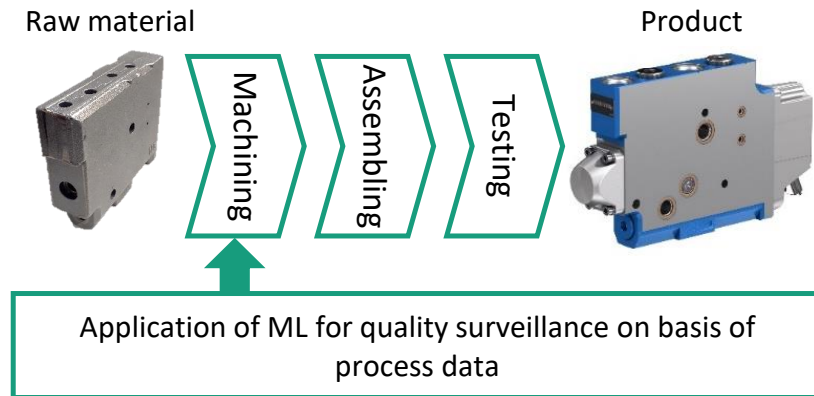 Raw material
Product
Machining
Assembling
Testing
Application of ML for quality surveillance on basis of
process data